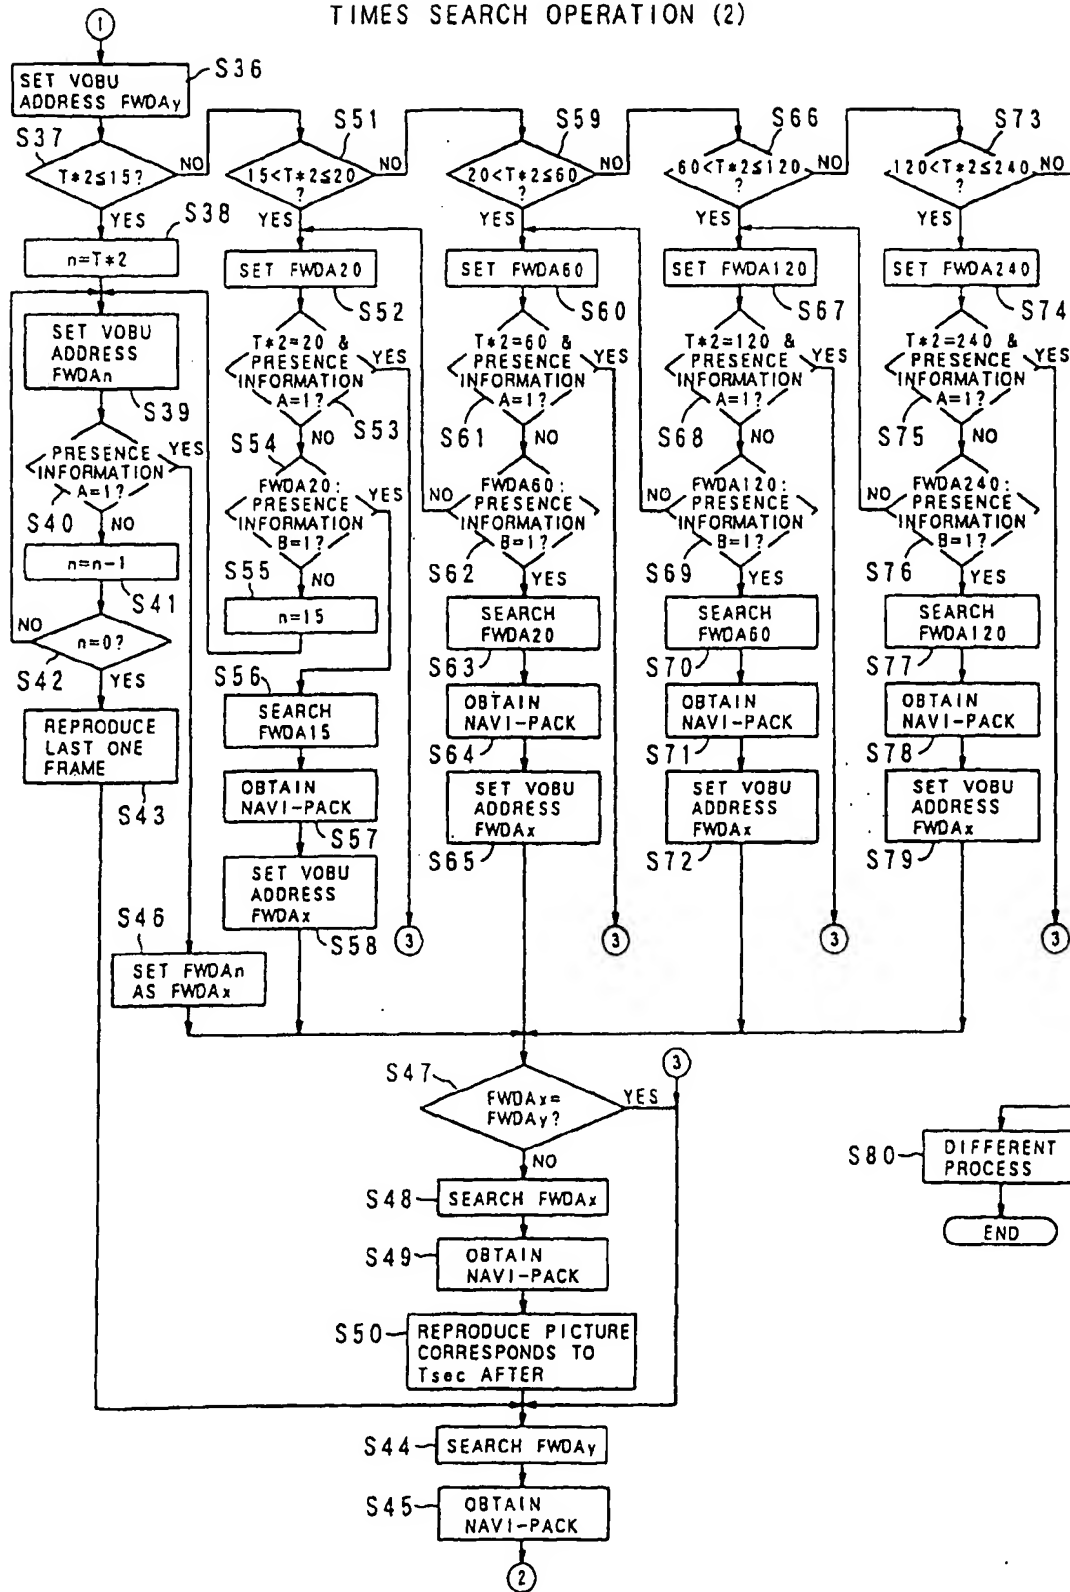 TIMES SEARCH OPERATION (2)
1
SET VOBU
ADDRESS FWDAy
S36
S37
T*2≦15?
NO
YES
S38
n=T*2
SET VOBU
ADDRESS
FWDAn
S39
PRESENCE
INFORMATION
A=1?
YES
S40
NO
n=n-1
S41
NO
n=0?
S42
YES
REPRODUCE
LAST ONE
FRAME
S43
S46
SET FWDAn
AS FWDAx
S51
15<T*2≦20
?
NO
YES
SET FWDA20
S52
T*2=20 &
PRESENCE
INFORMATION
A=1?
YES
S53
NO
S54
FWDA20:
PRESENCE
INFORMATION
B=1?
YES
S55
NO
n=15
S56
SEARCH
FWDA15
OBTAIN
NAVI-PACK
S57
SET VOBU
ADDRESS
FWDAx
S58
3
S59
20<T*2≦60
?
NO
YES
SET FWDA60
S60
T*2=60 &
PRESENCE
INFORMATION
A=1?
YES
S61
NO
FWDA60:
PRESENCE
INFORMATION
B=1?
NO
S62
YES
SEARCH
FWDA20
S63
OBTAIN
NAVI-PACK
S64
SET VOBU
ADDRESS
FWDAx
S65
3
S66
60<T*2≦120
?
NO
YES
SET FWDA120
S67
T*2=120 &
PRESENCE
INFORMATION
A=1?
YES
S68
NO
FWDA120:
PRESENCE
INFORMATION
B=1?
NO
S69
YES
SEARCH
FWDA60
S70
OBTAIN
NAVI-PACK
S71
SET VOBU
ADDRESS
FWDAx
S72
3
S73
120<T*2≦240
?
NO
YES
SET FWDA240
S74
T*2=240 &
PRESENCE
INFORMATION
A=1?
YES
S75
NO
FWDA240:
PRESENCE
INFORMATION
B=1?
NO
S76
YES
SEARCH
FWDA120
S77
OBTAIN
NAVI-PACK
S78
SET VOBU
ADDRESS
FWDAx
S79
3
S47
FWDAx=
FWDAy?
YES
3
NO
S48
SEARCH FWDAx
S49
OBTAIN
NAVI-PACK
S50
REPRODUCE PICTURE
CORRESPONDS TO
Tsec AFTER
S44
SEARCH FWDAy
S45
OBTAIN
NAVI-PACK
2
S80
DIFFERENT
PROCESS
END